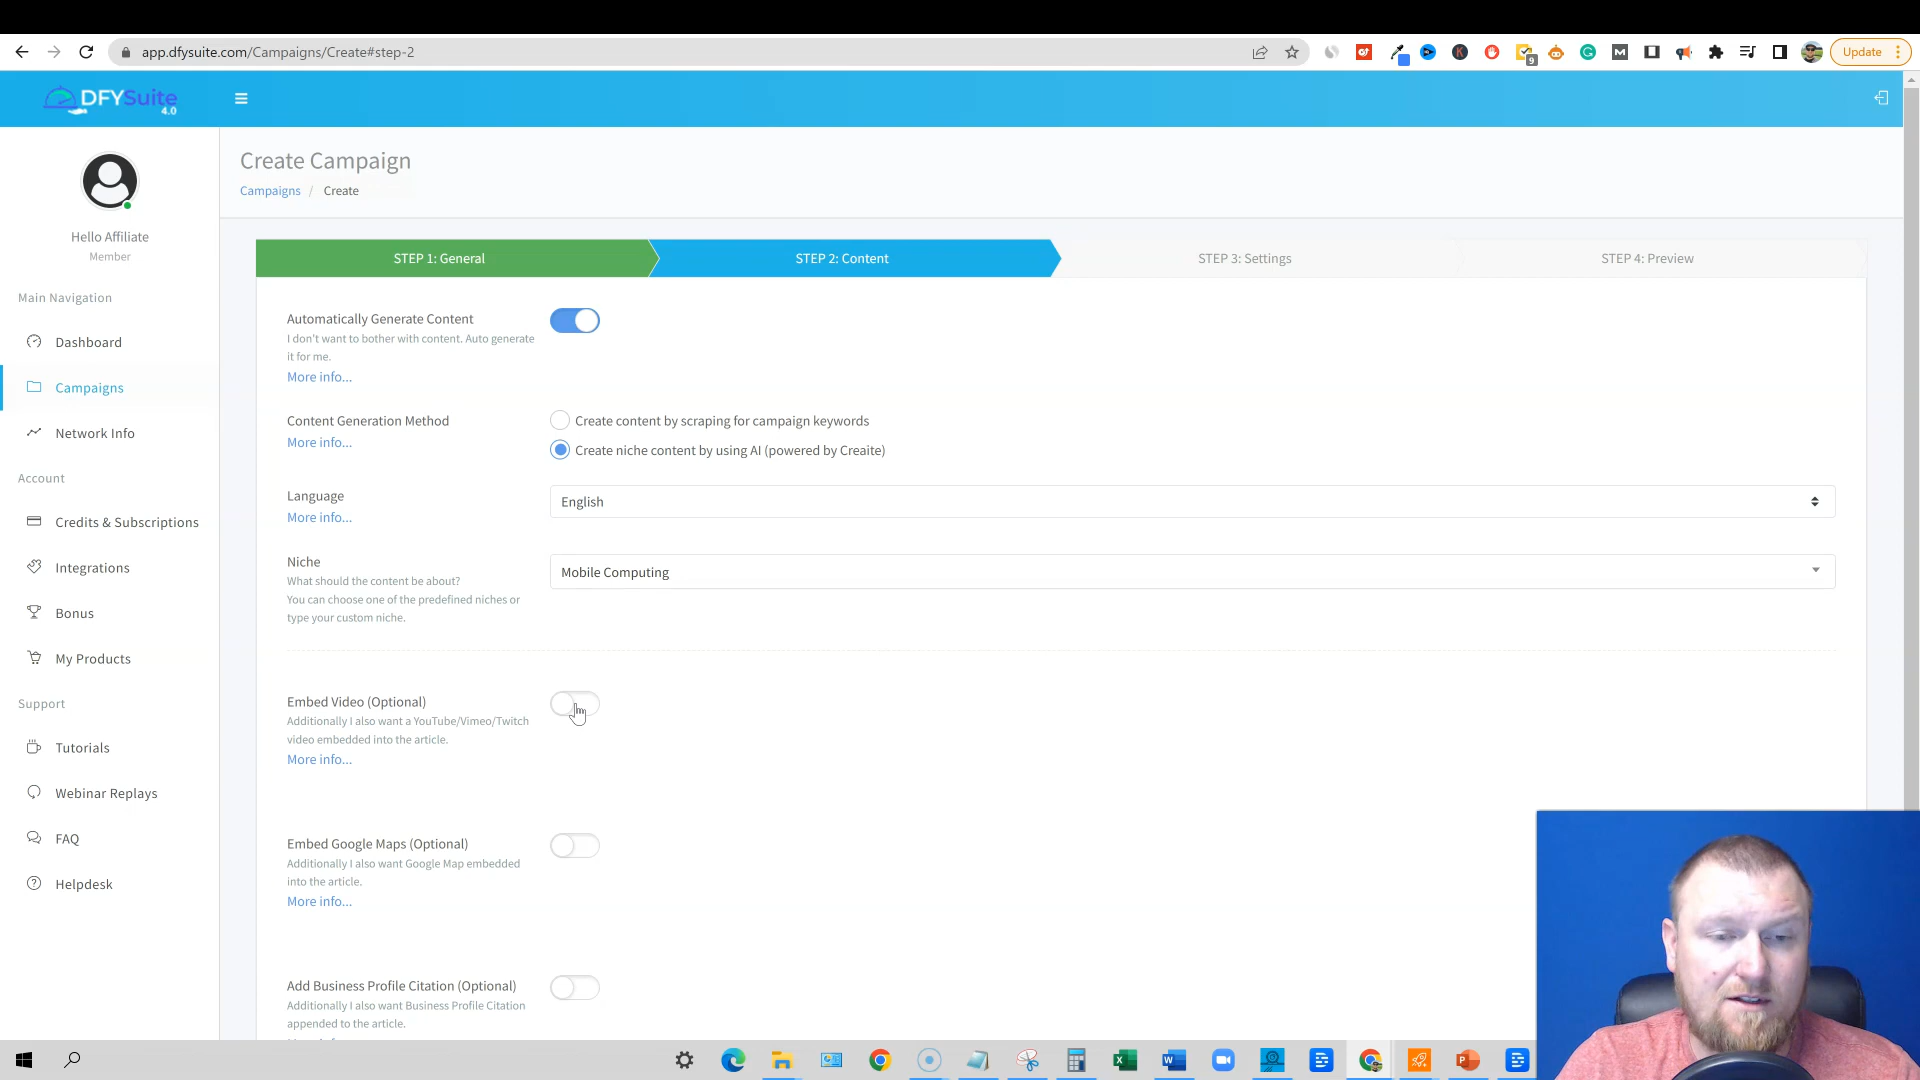 app.dfysuite.com/Campaigns/Create#step-2
9
Update
DFYSuite
4.0
Hello Affiliate
Member
Main Navigation
Dashboard
Campaigns
Network Info
Account
Credits & Subscriptions
Integrations
Bonus
My Products
Support
Tutorials
Webinar Replays
FAQ
Helpdesk
Create Campaign
Campaigns / Create
STEP 1: General
STEP 2: Content
STEP 3: Settings
STEP 4: Preview
Automatically Generate Content
I don't want to bother with content. Auto generate
it for me.
More info...
Content Generation Method
More info...
Create content by scraping for campaign keywords
Create niche content by using AI (powered by Creaite)
Language
More info...
English
Niche
What should the content be about?
You can choose one of the predefined niches or
type your custom niche.
Mobile Computing
Embed Video (Optional)
Additionally I also want a YouTube/Vimeo/Twitch
video embedded into the article.
More info...
Embed Google Maps (Optional)
Additionally I also want Google Map embedded
into the article.
More info...
Add Business Profile Citation (Optional)
Additionally I also want Business Profile Citation
appended to the article.